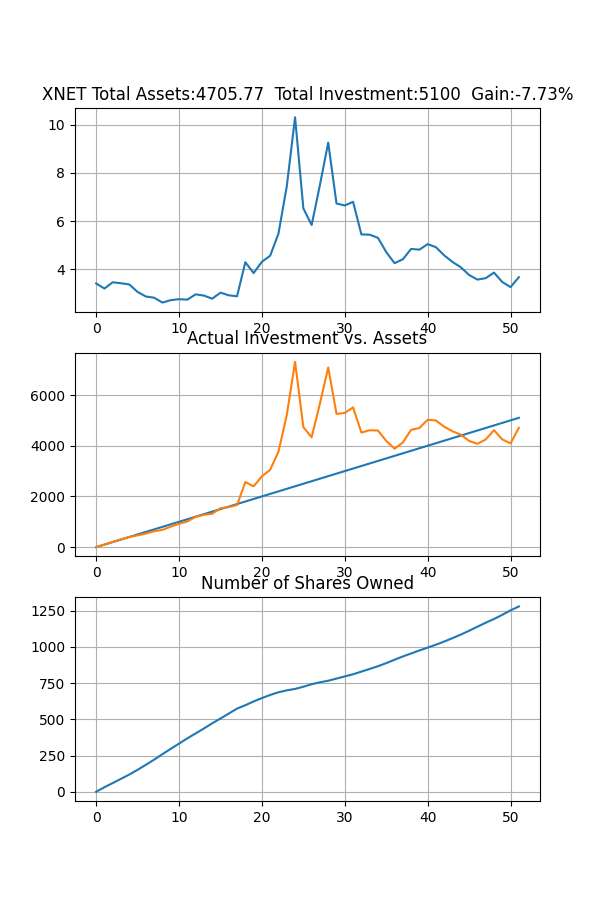 XNET Total Assets:4705.77  Total Investment:5100  Gain:-7.73%
10
8
6
4
0 10 20 30 40 50
Actual Investment vs. Assets
6000
4000
2000
0
0 10 20 30 40 50
Number of Shares Owned
1250
1000
750
500
250
0
0 10 20 30 40 50